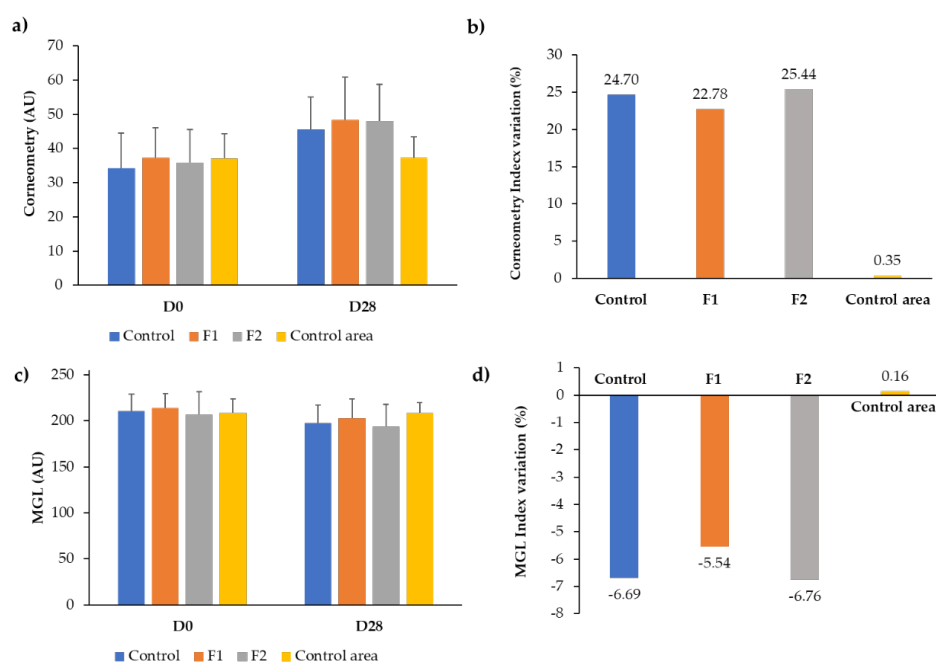 a)
Corneometry (AU)
70
60
50
40
30
20
10
0
D0 D28
Control F1 F2 Control area
b)
Corneometry Indecx variation (%)
30
25
20
15
10
5
0
24.70
22.78
25.44
0.35
Control F1 F2 Control area
c)
MGL (AU)
250
200
150
100
50
0
D0 D28
Control F1 F2 Control area
d)
MGL Index variation (%)
1
0
-1
-2
-3
-4
-5
-6
-7
-8
Control F1 F2
0.16
Control area
-6.69
-5.54
-6.76